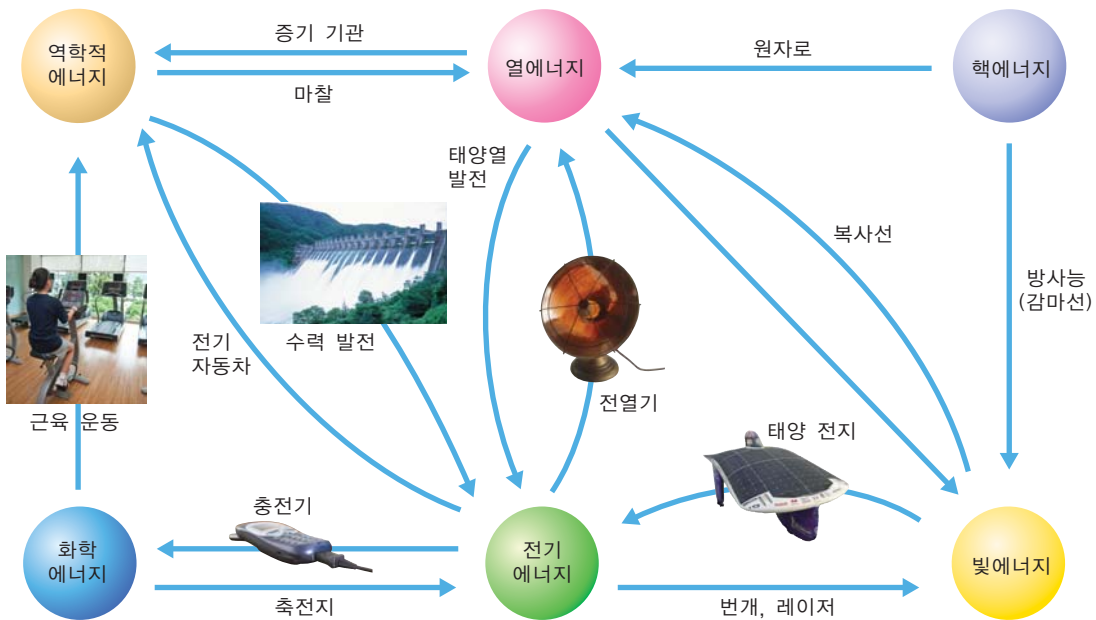 증기 기관
역학적
에너지
열에너지
원자로
핵에너지
마찰
태양열
발전
복사선
방사능
(감마선)
전기
자동차
수력 발전
전열기
근육 운동
태양 전지
충전기
화학
에너지
전기
에너지
빛에너지
축전지
번개, 레이저